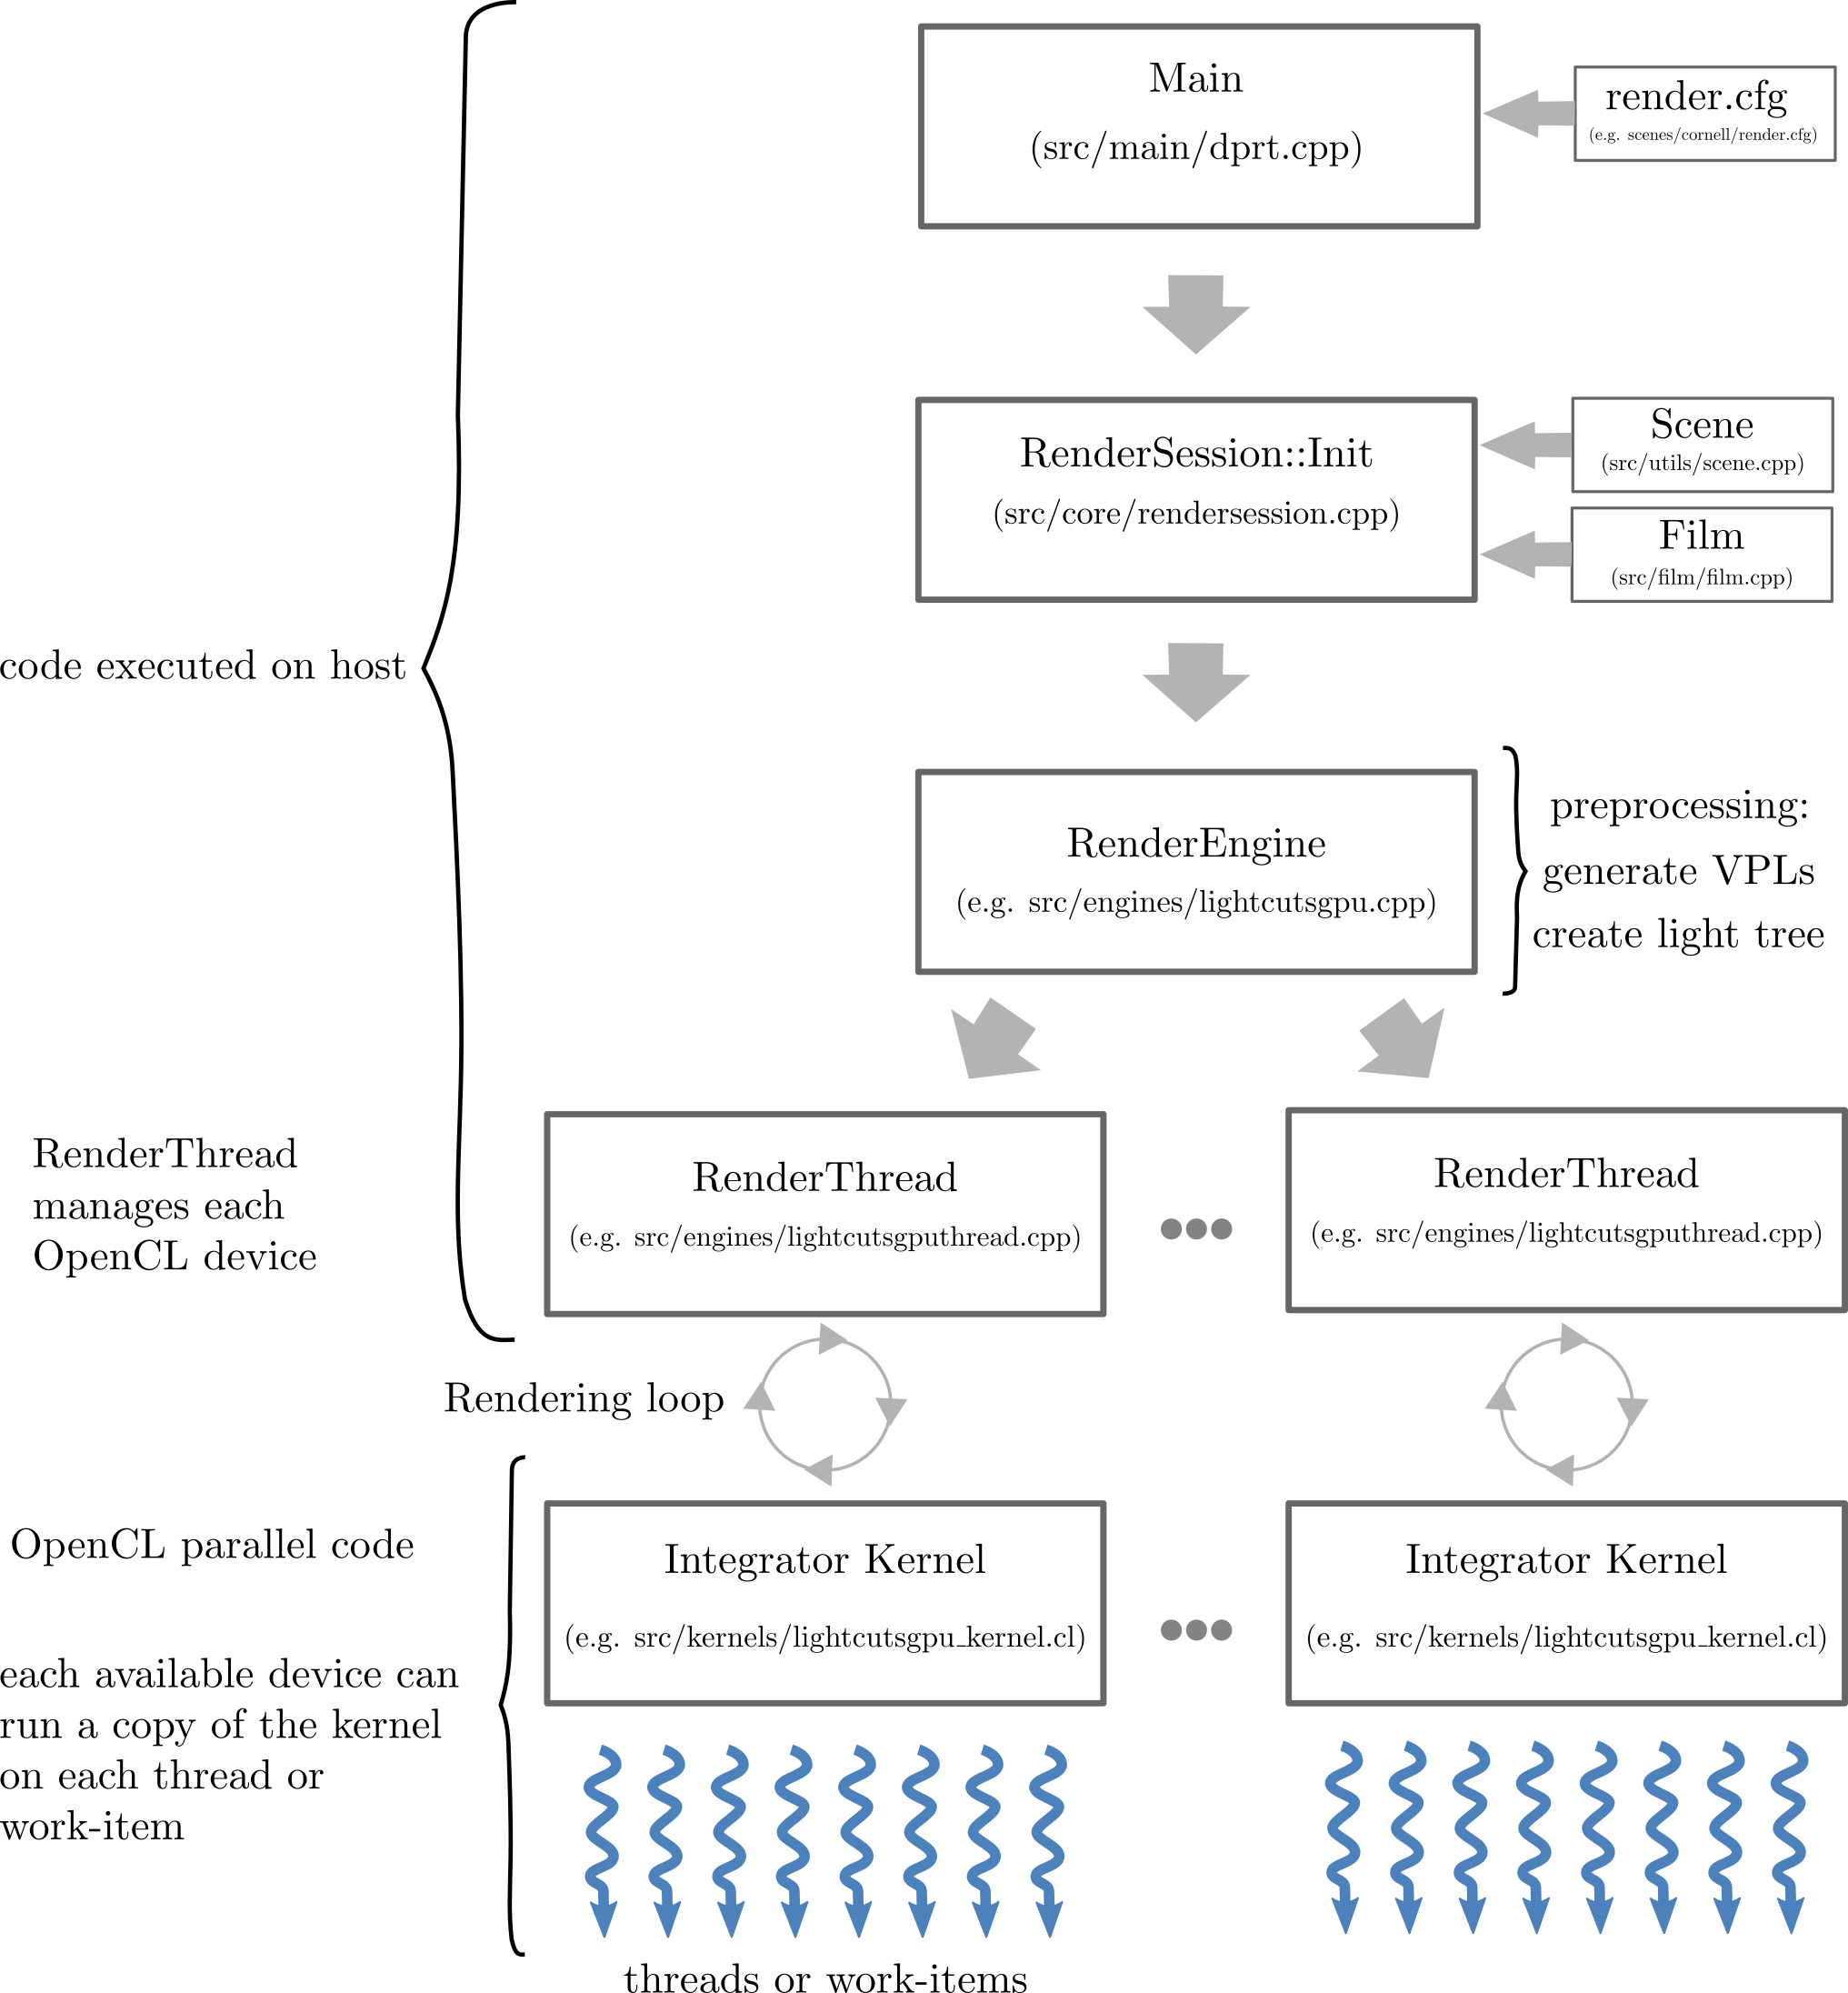 Main
(src/main/dprt.cpp)
render.cfg
(e.g. scenes/cornell/render.cfg)
RenderSession::Init
(src/core/rendersession.cpp)
Scene
(src/utils/scene.cpp)
Film
(src/film/film.cpp)
code executed on host
RenderEngine
(e.g. src/engines/lightcutsgpu.cpp)
preprocessing:
generate VPLs
create light tree
RenderThread
manages each
OpenCL device
RenderThread
(e.g. src/engines/lightcutsgputhread.cpp)
RenderThread
(e.g. src/engines/lightcutsgputhread.cpp)
Rendering loop
OpenCL parallel code
each available device can
run a copy of the kernel
on each thread or
work-item
Integrator Kernel
(e.g. src/kernels/lightcutsgpu_kernel.cl)
Integrator Kernel
(e.g. src/kernels/lightcutsgpu_kernel.cl)
threads or work-items